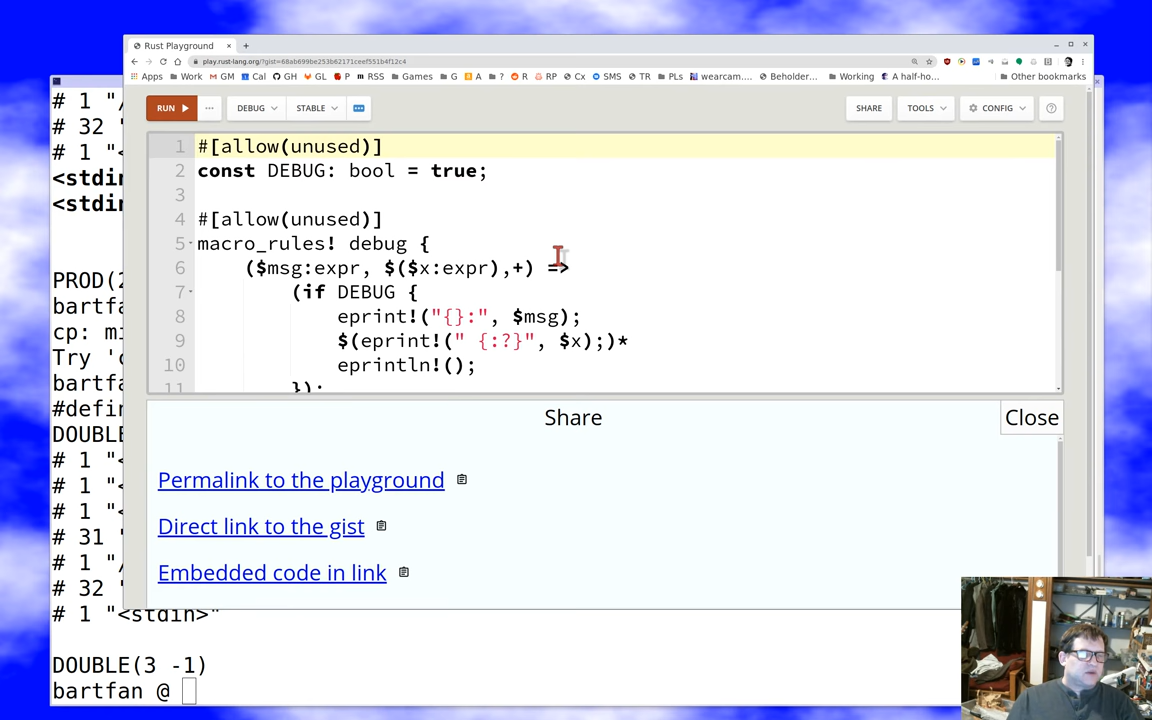 Rust Playground
play.rust-lang.org/?gist=68ab699be253b62171ceef551b4f12c4
Apps Work GM Cal GH GL P RSS Games G A ? R RP Cx SMS TR PLs wearcam.... Beholder... Working A half-ho... Other bookmarks
RUN ... DEBUG STABLE SHARE TOOLS CONFIG
1 #[allow(unused)]
2 const DEBUG: bool = true;
3
4 #[allow(unused)]
5 macro_rules! debug {
6 ($msg:expr, $($x:expr),+) =>
7 (if DEBUG {
8 eprint!("{}:", $msg);
9 $(eprint!(" {:?}", $x);)*
10 eprintln!();
11 });
Share
Close
Permalink to the playground
Direct link to the gist
Embedded code in link
# 1 "/
# 32 "
# 1 "<
<stdin
<stdin
PROD(2
bartfa
cp: mi
Try '
bartfa
#defin
DOUBLE
# 1 "<
# 1 "
# 1 "<
# 31 "
# 1 "/
# 32 "
# 1 "<stdin>"
DOUBLE(3 -1)
bartfan @